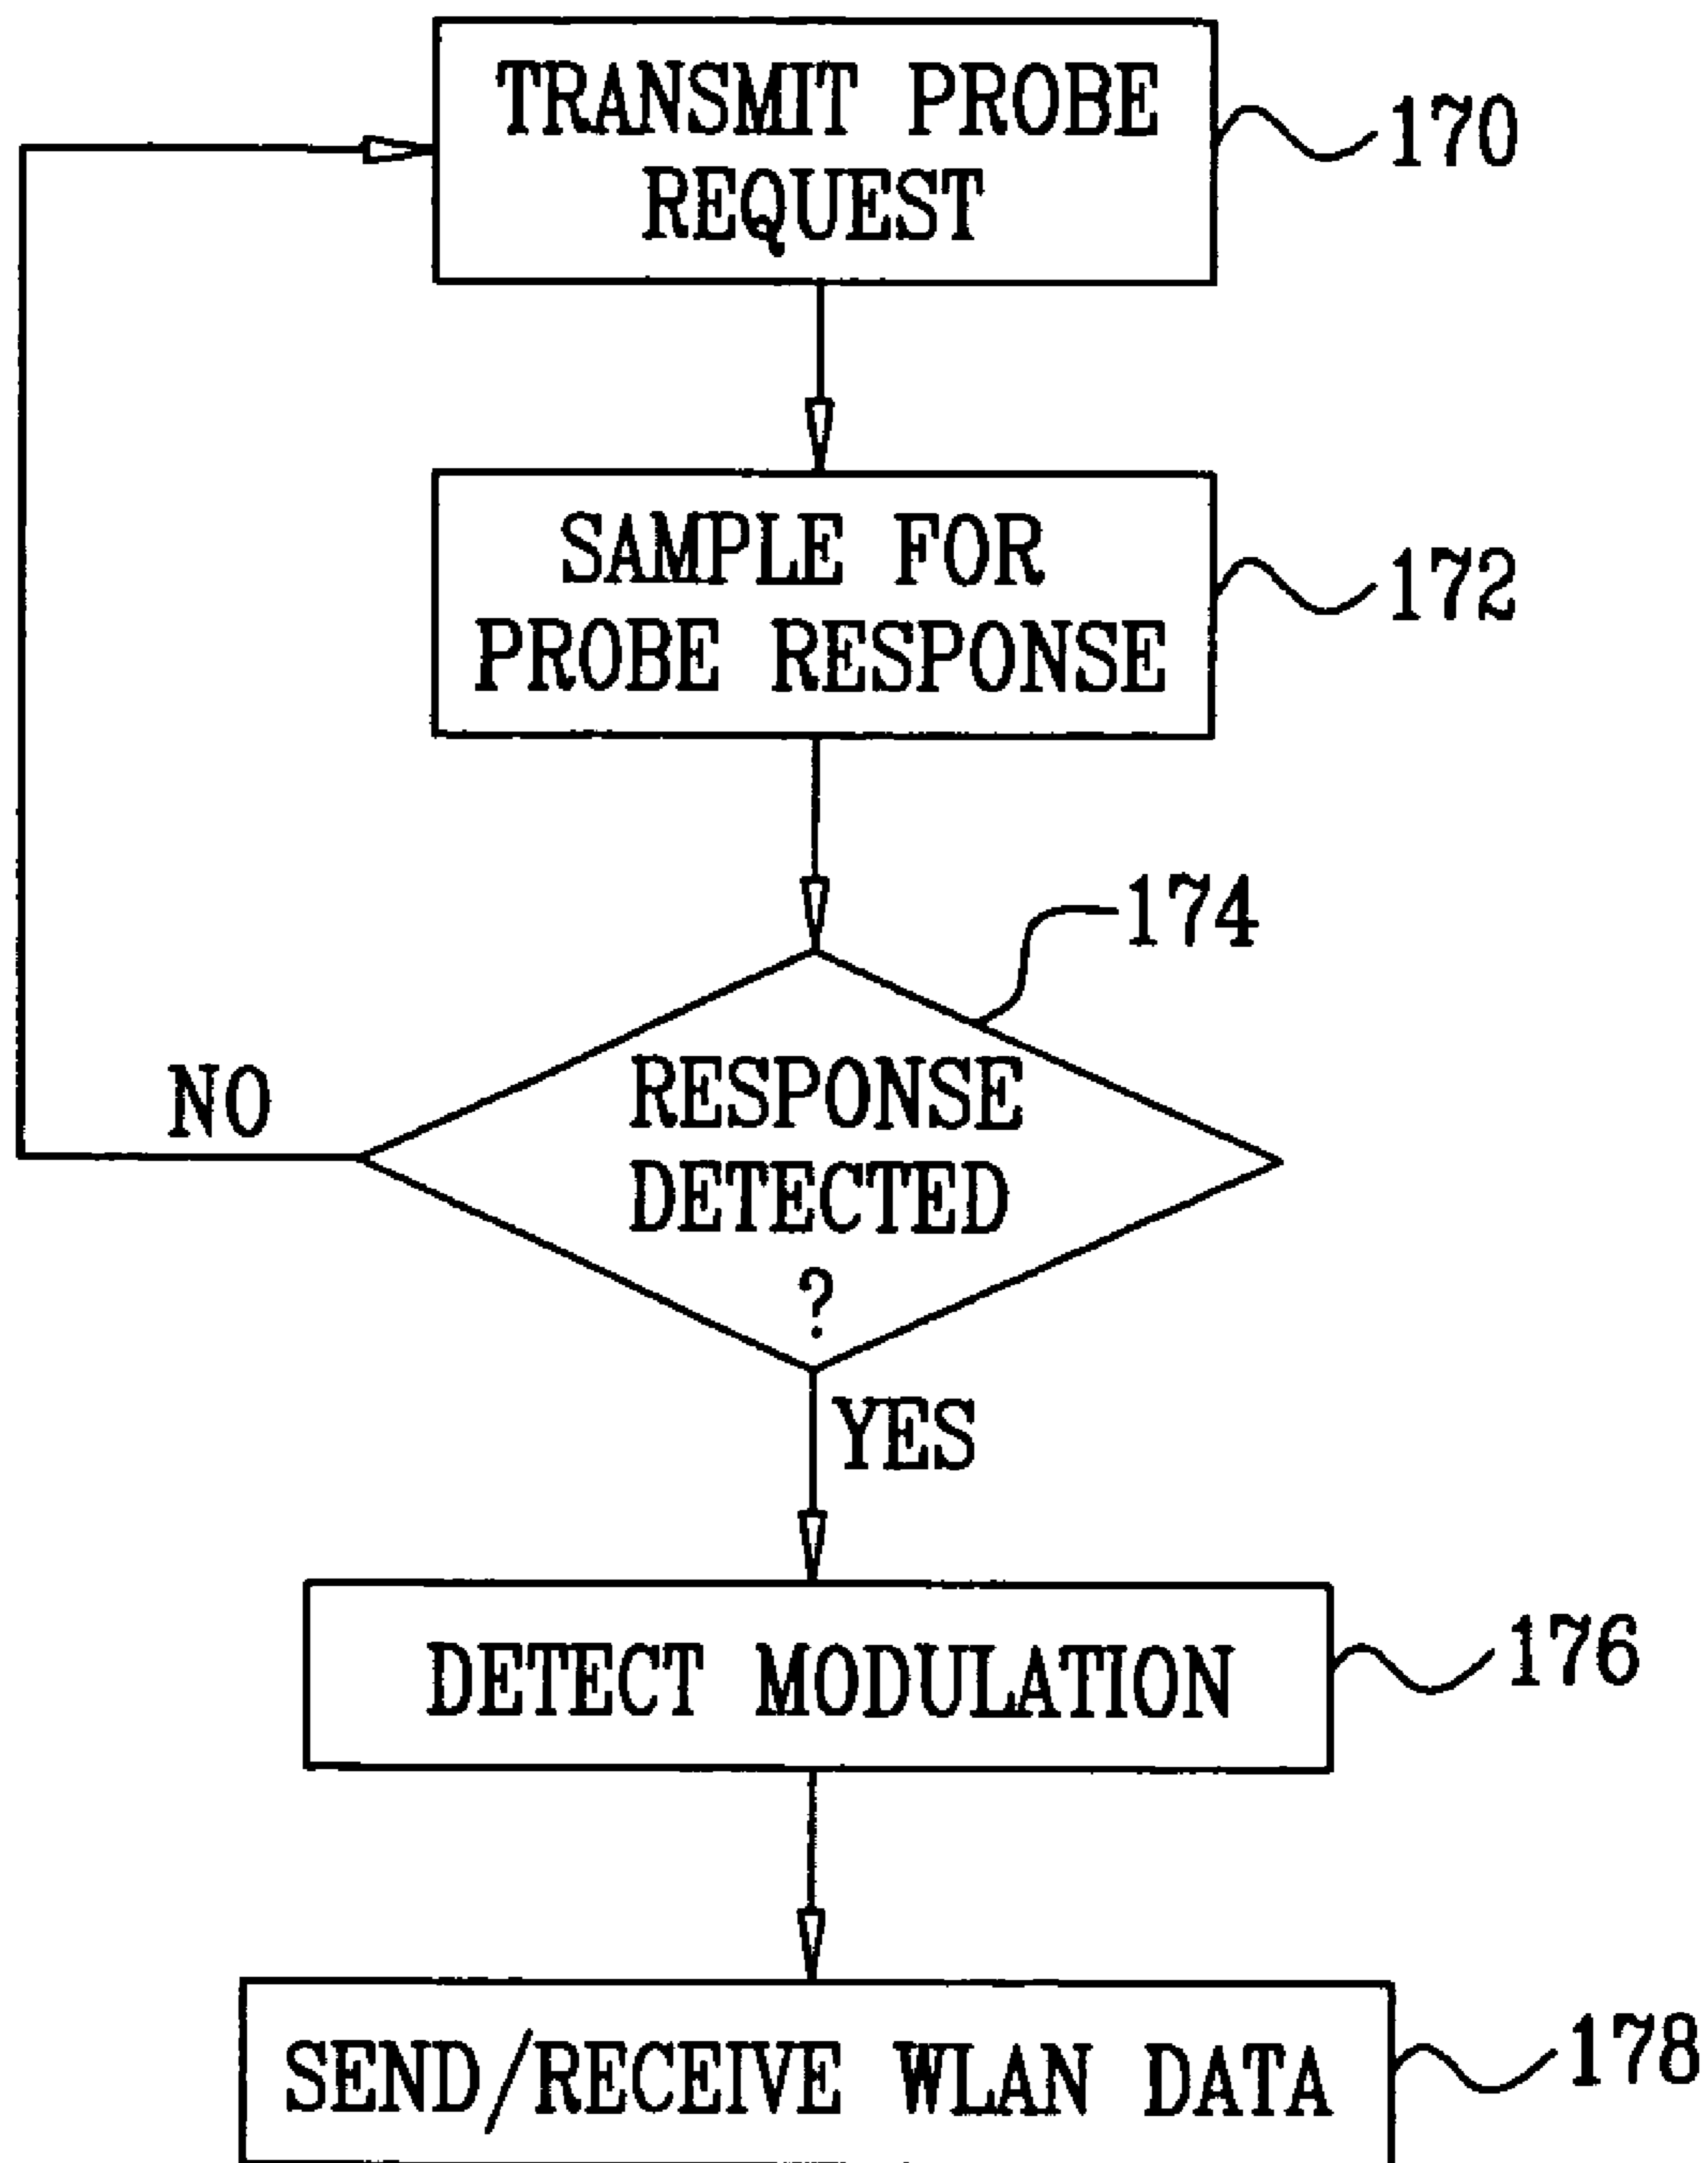 TRANSMIT PROBE
REQUEST
170
SAMPLE FOR
PROBE RESPONSE
172
174
RESPONSE
DETECTED
?
NO
YES
DETECT MODULATION
176
SEND/RECEIVE WLAN DATA
178